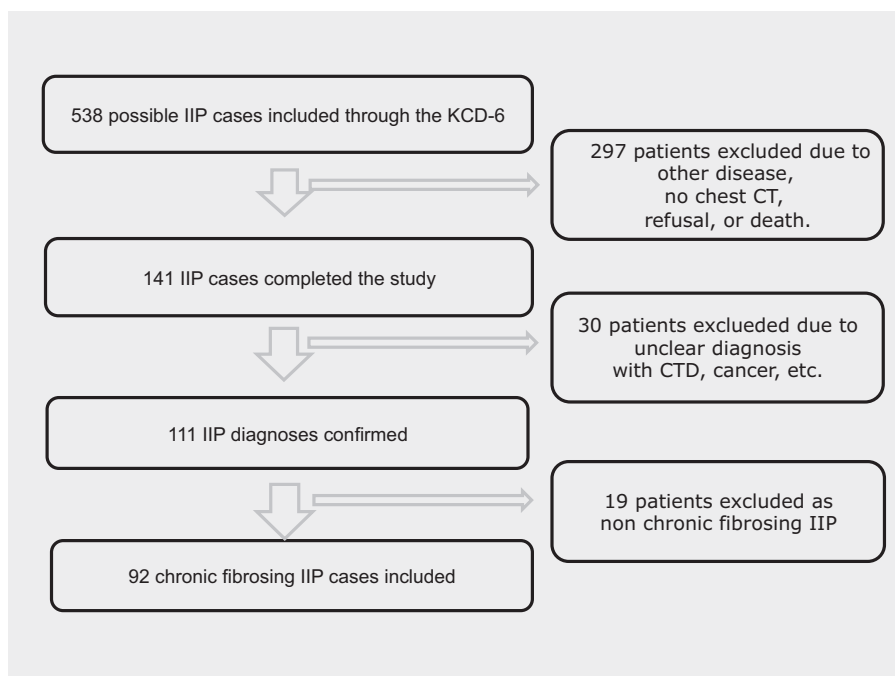 538 possible IIP cases included through the KCD-6
297 patients excluded due to
other disease,
no chest CT,
refusal, or death.
141 IIP cases completed the study
30 patients exclueded due to
unclear diagnosis
with CTD, cancer, etc.
111 IIP diagnoses confirmed
19 patients excluded as
non chronic fibrosing IIP
92 chronic fibrosing IIP cases included